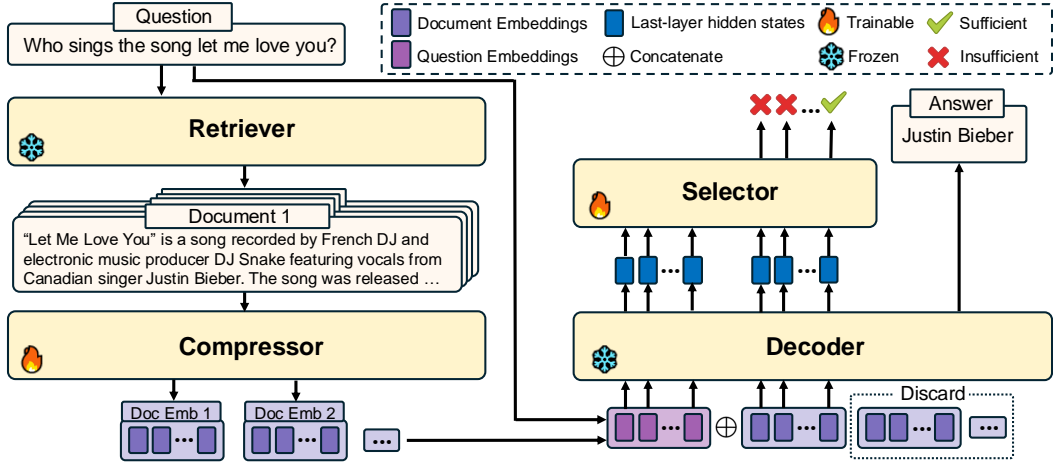 Question
Who sings the song let me love you?
Document Embeddings
Last-layer hidden states
Trainable
Sufficient
Question Embeddings
Concatenate
Frozen
Insufficient
Retriever
Document 1
“Let Me Love You” is a song recorded by French DJ and
electronic music producer DJ Snake featuring vocals from
Canadian singer Justin Bieber. The song was released ...
Compressor
Doc Emb 1
Doc Emb 2
...
...
...
...
Answer
Justin Bieber
Selector
...
...
Decoder
Discard
...
...
...
...